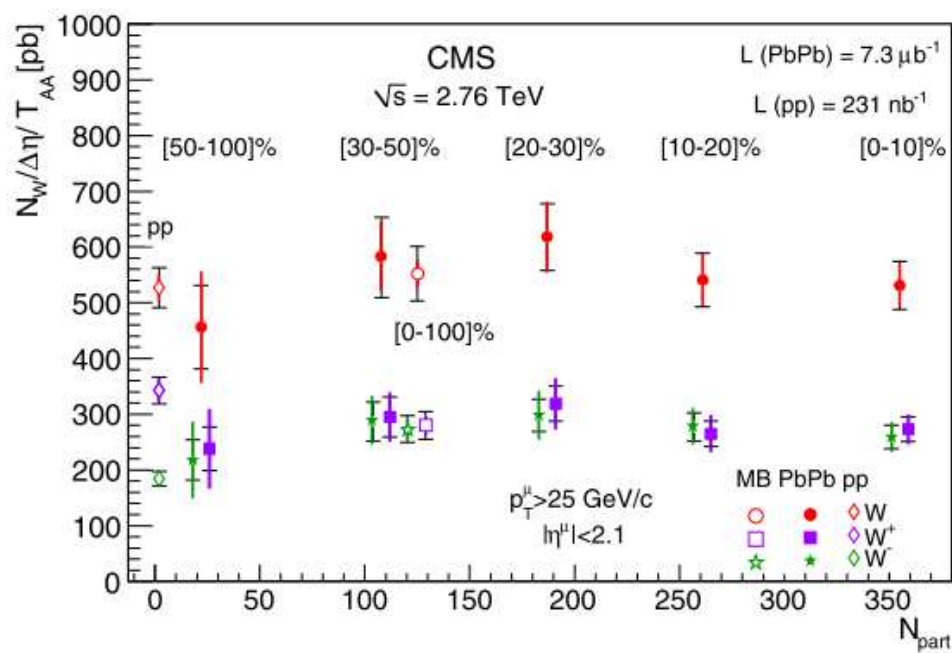 N_W/Δη/ T_AA [pb]
1000
900
800
700
600
500
400
300
200
100
0
CMS
√s = 2.76 TeV
L (PbPb) = 7.3 μb⁻¹
L (pp) = 231 nb⁻¹
[50-100]% [30-50]% [20-30]% [10-20]% [0-10]%
pp
[0-100]%
p_T^μ>25 GeV/c
|η^μ|<2.1
MB PbPb pp
W
W⁺
W⁻
0 50 100 150 200 250 300 350
N_part